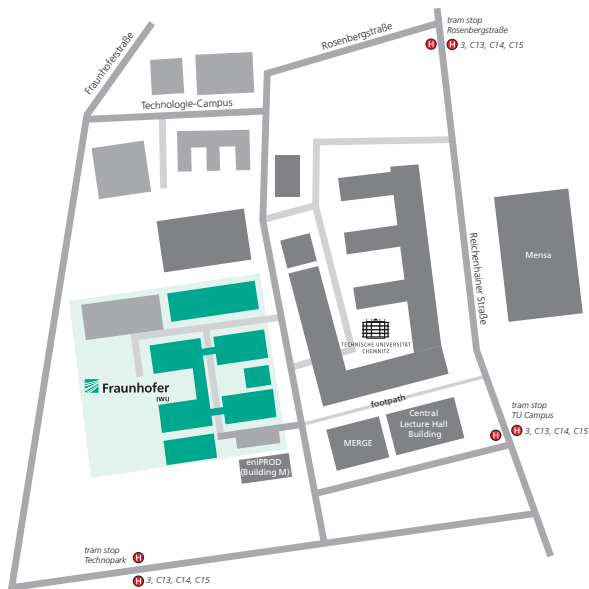 tram stop
Rosenbergstraße
H H 3, C13, C14, C15
Rosenbergstraße
Fraunhoferstraße
Technologie-Campus
Reichenhainer Straße
Mensa
TECHNISCHE UNIVERSITÄT
CHEMNITZ
Fraunhofer
IWU
footpath
Central
Lecture Hall
Building
MERGE
tram stop
TU Campus
H H 3, C13, C14, C15
eniPROD
(Building M)
tram stop
Technopark H
H 3, C13, C14, C15